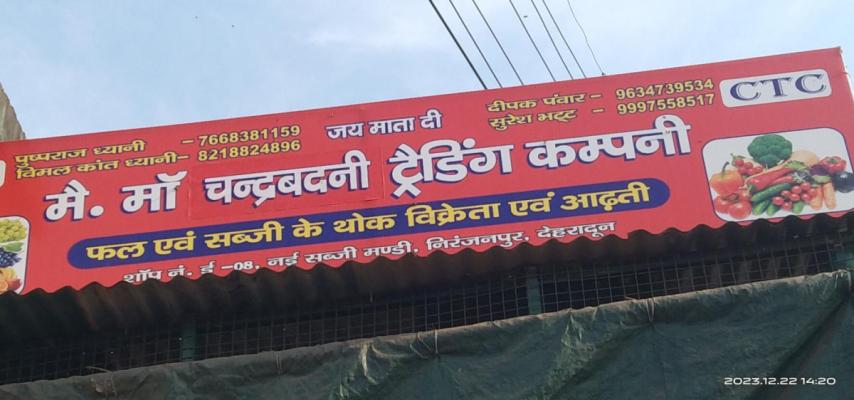 पुष्पराज ध्यानी – 7668381159
विमल कांत ध्यानी– 8218824896
जय माता दी
दीपक पंवार – 9634739534
सुरेश भट्ट – 9997558517
CTC
मै. माँ चन्द्रबदनी ट्रैडिंग कम्पनी
फल एवं सब्जी के थोक विक्रेता एवं आढ़ती
शॉप नं. ई -08, नई सब्जी मण्डी, निरंजनपुर, देहरादून
2023.12.22 14:20